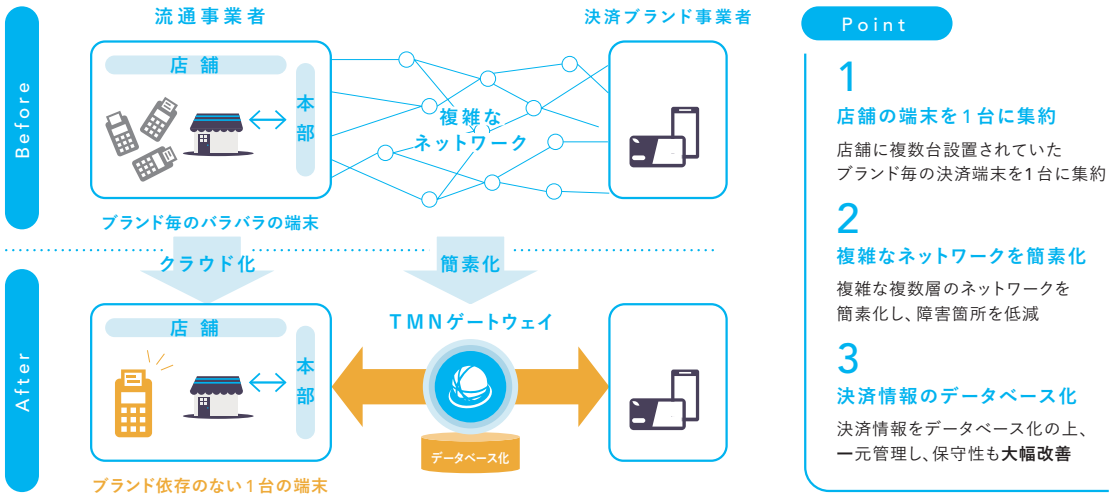 Before
流通事業者
決済ブランド事業者
店舗
本部
複雑な
ネットワーク
ブランド毎のバラバラの端末
クラウド化
簡素化
After
店舗
本部
TMNゲートウェイ
データベース化
ブランド依存のない1台の端末
Point
1
店舗の端末を1台に集約
店舗に複数台設置されていた
ブランド毎の決済端末を1台に集約
2
複雑なネットワークを簡素化
複雑な複数層のネットワークを
簡素化し、障害箇所を低減
3
決済情報のデータベース化
決済情報をデータベース化の上、
一元管理し、保守性も大幅改善